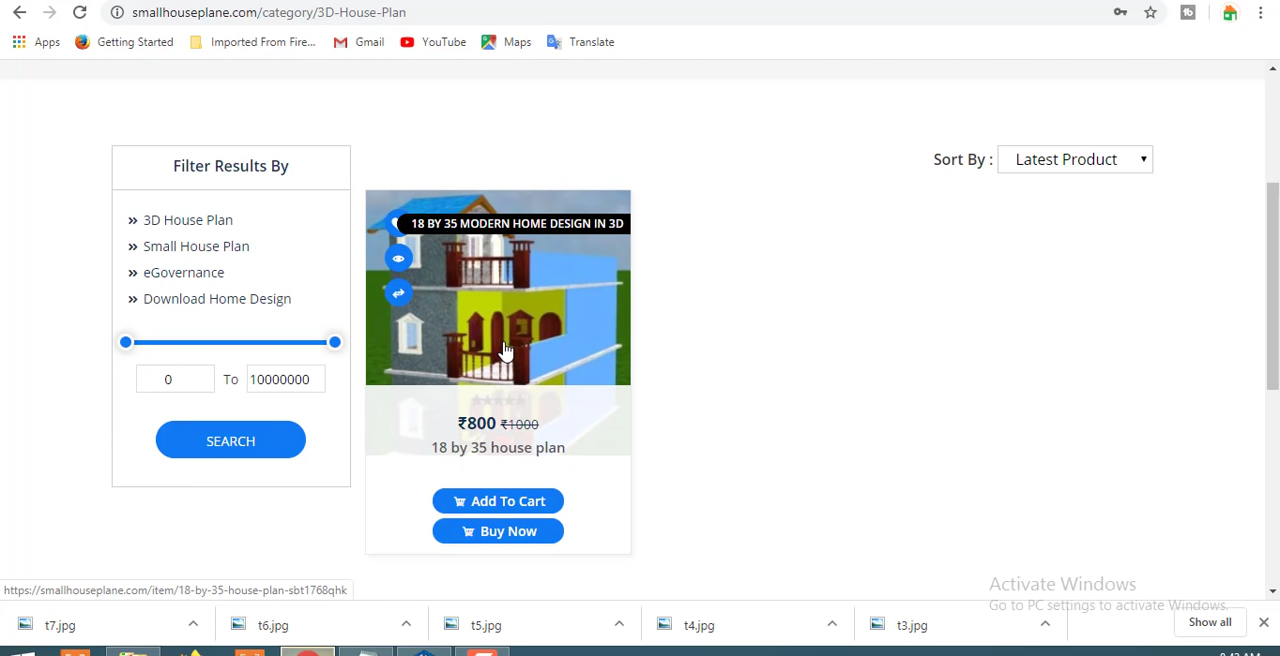 smallhouseplane.com/category/3D-House-Plan
Apps Getting Started Imported From Fire... Gmail YouTube Maps Translate
Filter Results By
Sort By : Latest Product
» 3D House Plan
» Small House Plan
» eGovernance
» Download Home Design
0 To 10000000
SEARCH
18 BY 35 MODERN HOME DESIGN IN 3D
₹800 ₹1000
18 by 35 house plan
Add To Cart
Buy Now
https://smallhouseplane.com/item/18-by-35-house-plan-sbt1768qhk
Activate Windows
Go to PC settings to activate Windows.
t7.jpg t6.jpg t5.jpg t4.jpg t3.jpg Show all